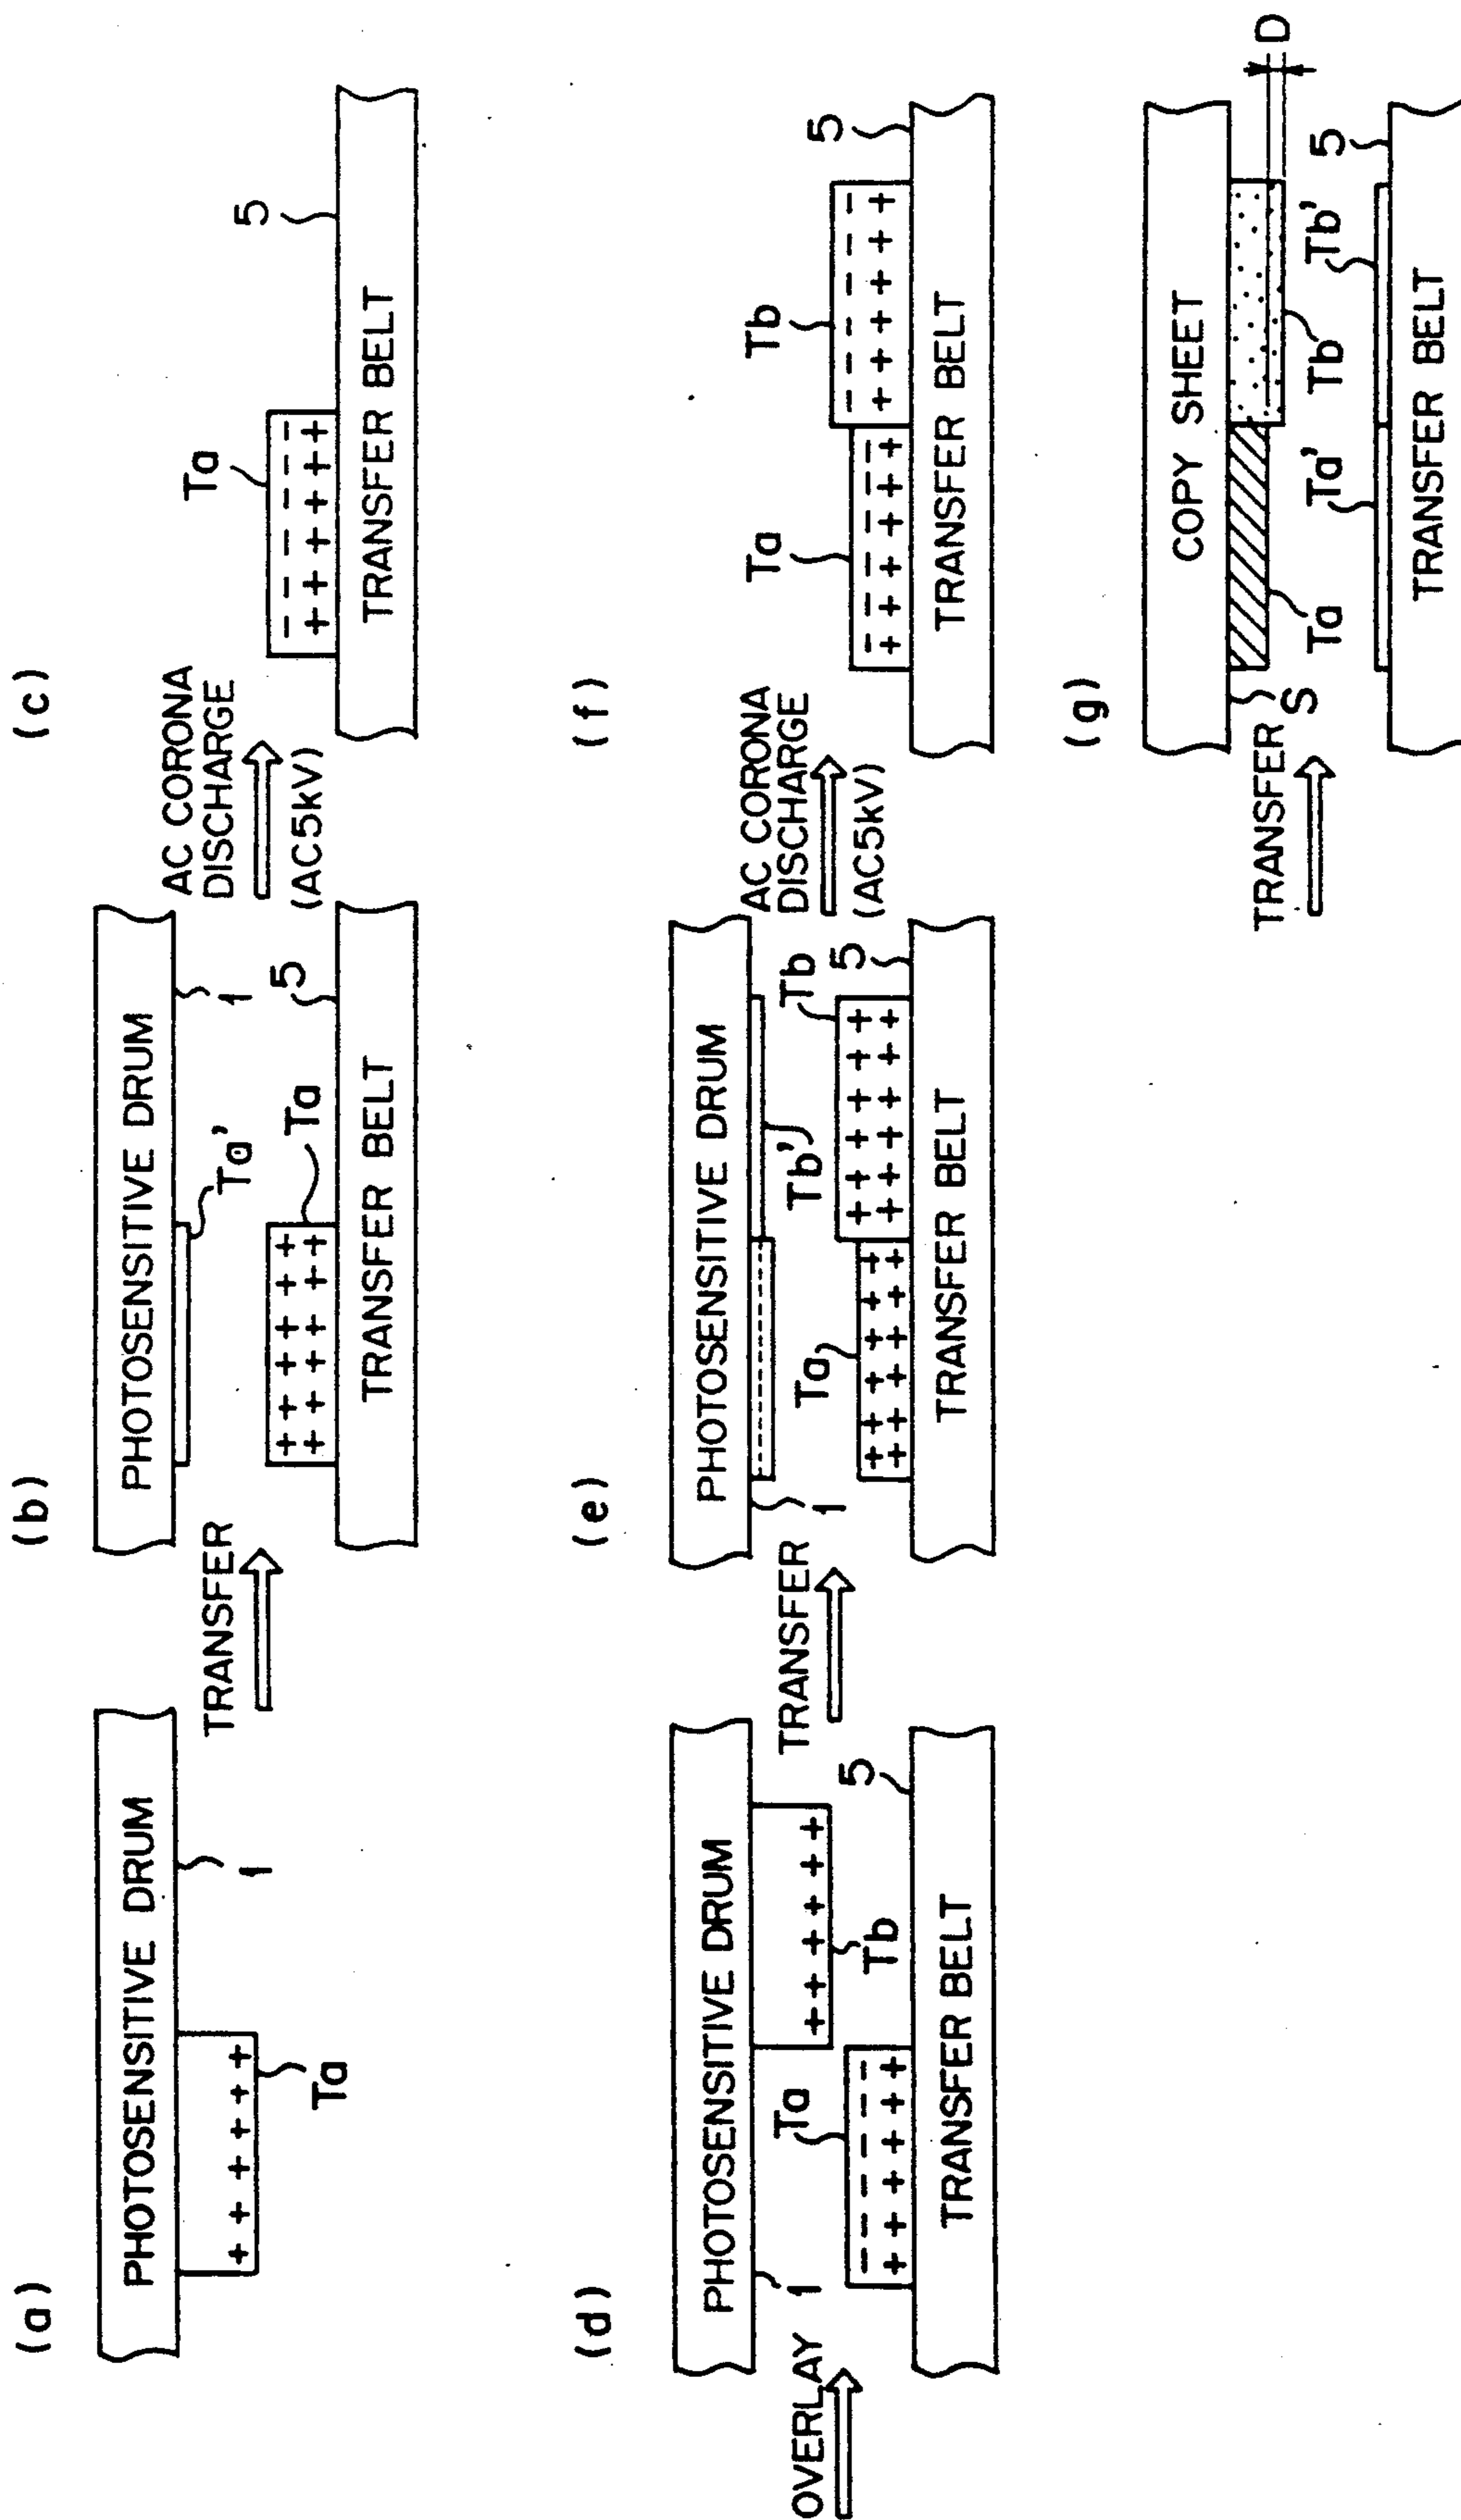 (a)
PHOTOSENSITIVE DRUM
1
Ta
+ + + + + +
TRANSFER
(b)
PHOTOSENSITIVE DRUM
1
Ta'
5
Ta
+ + + + + +
+ + + + + +
TRANSFER BELT
AC CORONA
DISCHARGE
(AC5kV)
(c)
Ta
5
− − − − − −
+ + + + + +
TRANSFER BELT
OVERLAY
(d)
PHOTOSENSITIVE DRUM
1
Ta
+ + + + + +
Tb
5
− − − − − −
+ + + + + +
TRANSFER BELT
TRANSFER
(e)
PHOTOSENSITIVE DRUM
1
Ta
Tb'
Tb
5
+ + + + + +
+ + + + + +
+ + + + + +
+ + + + + +
TRANSFER BELT
AC CORONA
DISCHARGE
(AC5kV)
(f)
Ta
Tb
5
− − − − − −
+ + + + + +
− − − − − −
+ + + + + +
TRANSFER BELT
TRANSFER
(g)
COPY SHEET
S
Ta
Ta'
Tb
Tb'
5
D
TRANSFER BELT